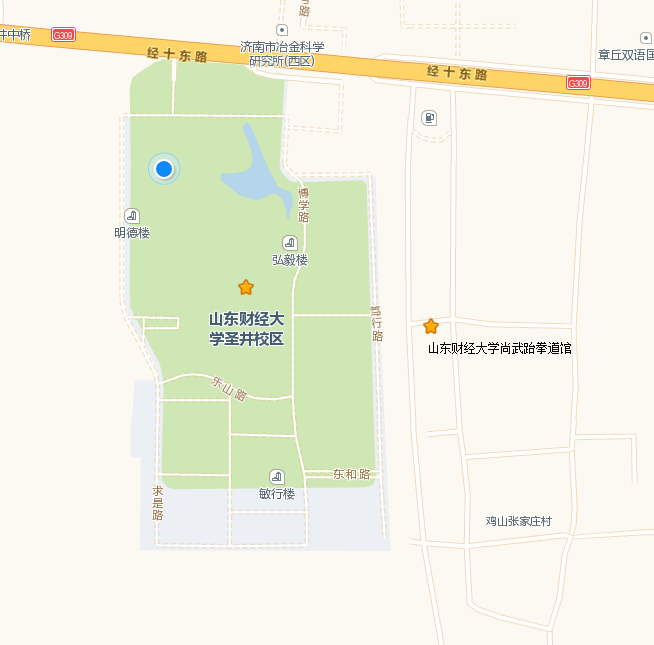 号路
井中桥
G309
济南市冶金科学
研究所(西区)
章丘双语国
经十东路
经十东路
G309
博学路
明德楼
弘毅楼
山东财经大
学圣井校区
笃行路
山东财经大学尚武跆拳道馆
乐山路
东和路
敏行楼
求是路
鸡山张家庄村